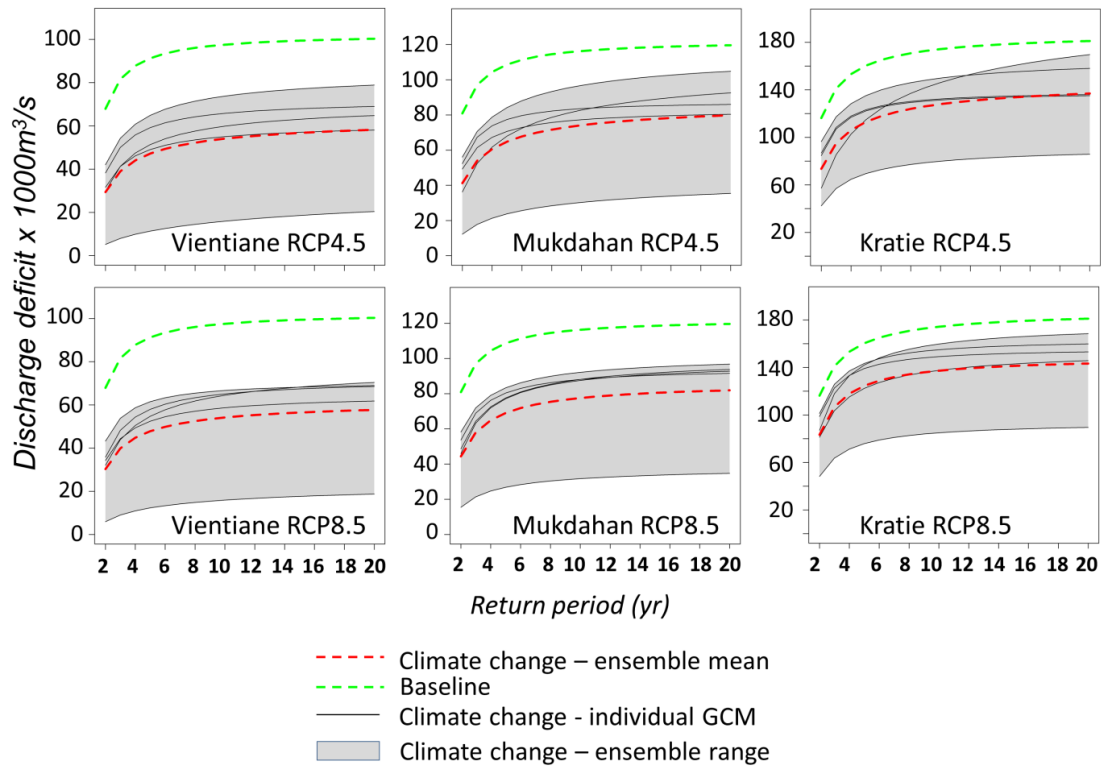 Discharge deficit x 1000m³/s
100
80
60
40
20
0
Vientiane RCP4.5
120
100
80
60
40
20
0
Mukdahan RCP4.5
180
140
100
60
20
Kratie RCP4.5
100
80
60
40
20
0
Vientiane RCP8.5
2 4 6 8 10 12 14 16 18 20
120
100
80
60
40
20
0
Mukdahan RCP8.5
2 4 6 8 10 12 14 16 18 20
180
140
100
60
20
Kratie RCP8.5
2 4 6 8 10 12 14 16 18 20
Return period (yr)
Climate change – ensemble mean
Baseline
Climate change - individual GCM
Climate change – ensemble range